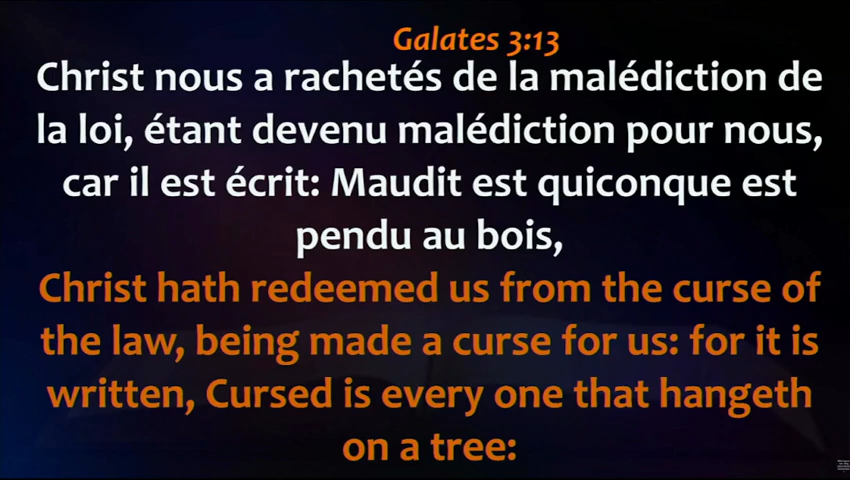 Galates 3:13
Christ nous a rachetés de la malédiction de
la loi, étant devenu malédiction pour nous,
car il est écrit: Maudit est quiconque est
pendu au bois,
Christ hath redeemed us from the curse of
the law, being made a curse for us: for it is
written, Cursed is every one that hangeth
on a tree: